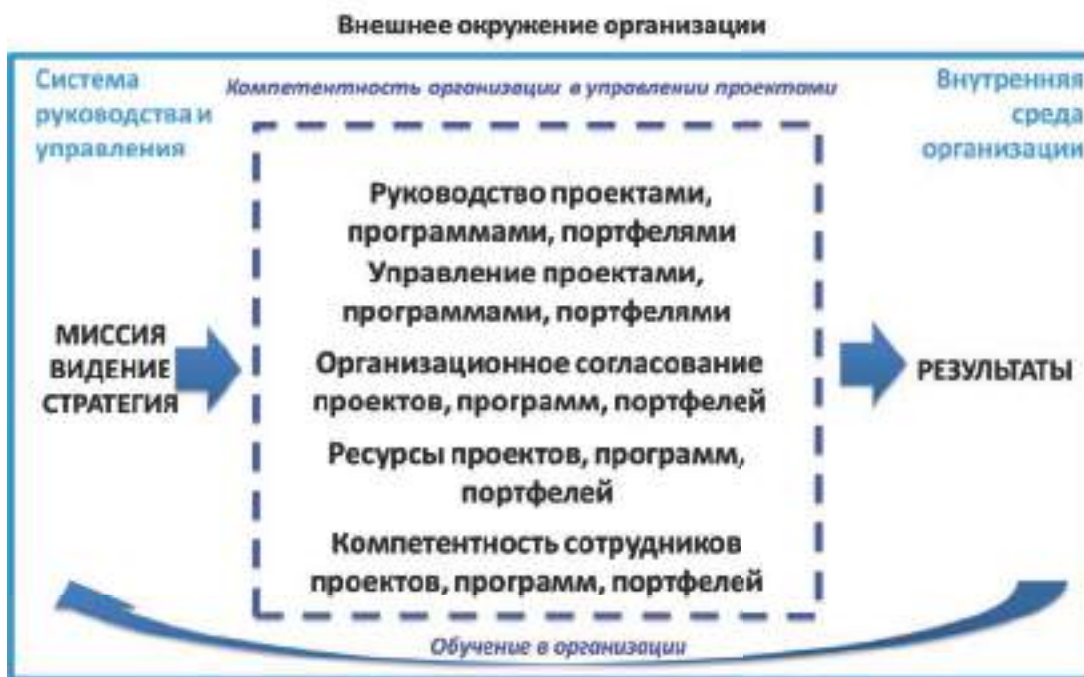 Внешнее окружение организации
Система
руководства и
управления
Компетентность организации в управлении проектами
Внутренняя
среда
организации
Руководство проектами,
программами, портфелями
Управление проектами,
программами, портфелями
МИССИЯ
ВИДЕНИЕ
СТРАТЕГИЯ
Организационное согласование
проектов, программ, портфелей
РЕЗУЛЬТАТЫ
Ресурсы проектов, программ,
портфелей
Компетентность сотрудников
проектов, программ, портфелей
Обучение в организации